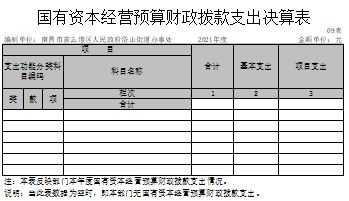 国有资本经营预算财政拨款支出决算表
09表
编制单位：南昌市青云谱区人民政府岱山街道办事处 2021年度 金额单位：元
项 目 合计 基本支出 项目支出
支出功能分类科目编码 科目名称
类 款 项 栏次 1 2 3
合计
注：本表反映部门本年度国有资本经营预算财政拨款支出情况。
说明：当此表数据为空时，即本部门无国有资本经营预算财政拨款支出。